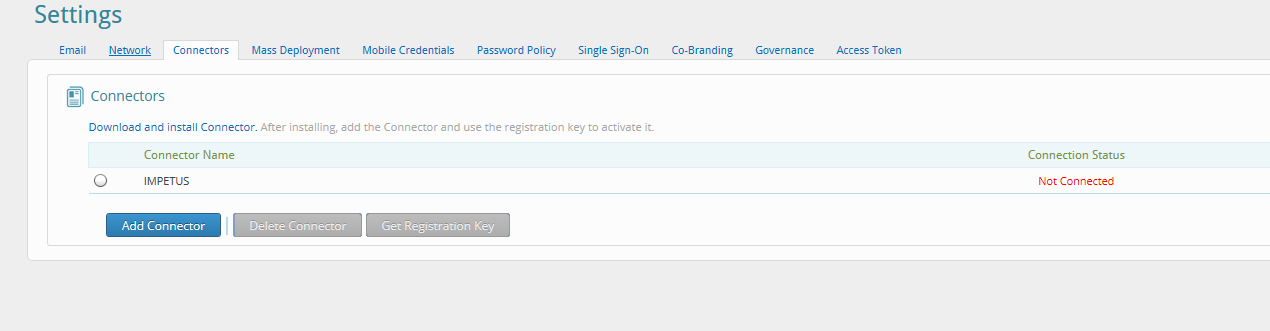 Settings
Email Network Connectors Mass Deployment Mobile Credentials Password Policy Single Sign-On Co-Branding Governance Access Token
Connectors
Download and install Connector. After installing, add the Connector and use the registration key to activate it.
Connector Name Connection Status
IMPETUS Not Connected
Add Connector Delete Connector Get Registration Key